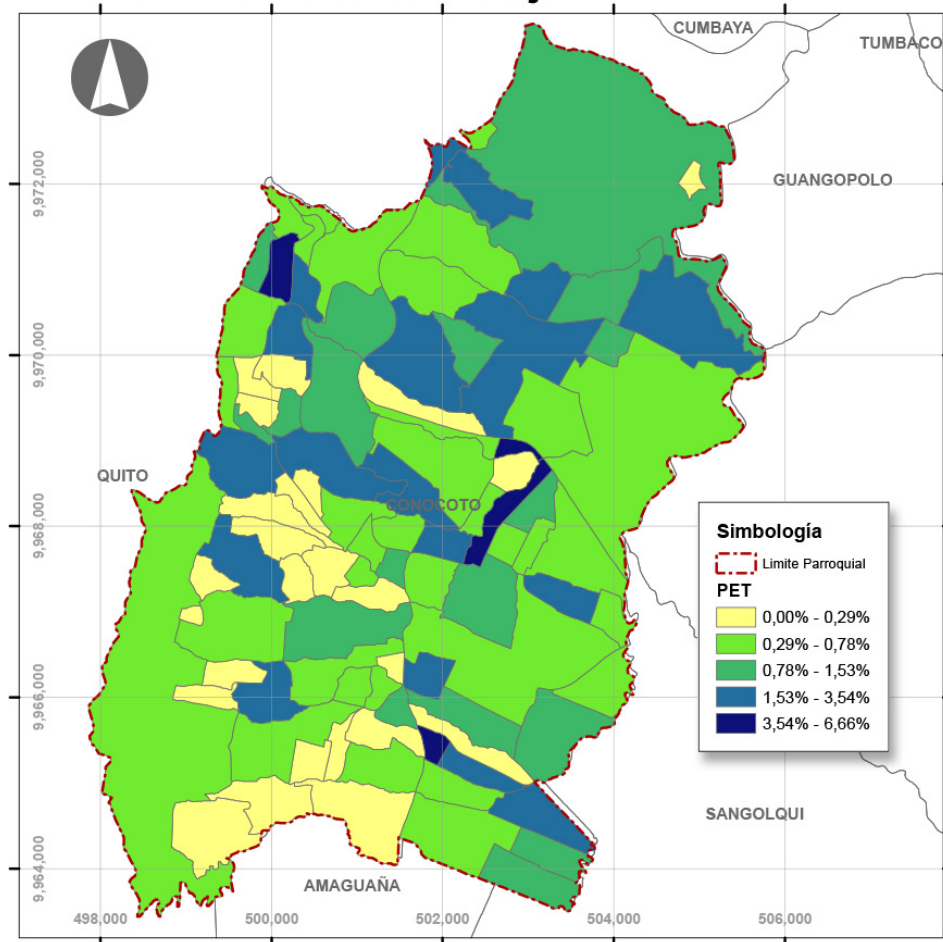 CUMBAYA
TUMBACO
GUANGOPOLO
QUITO
CONOCOTO
SANGOLQUI
AMAGUAÑA
9,972,000
9,970,000
9,968,000
9,966,000
9,964,000
498,000
500,000
502,000
504,000
506,000
Simbología
Limite Parroquial
PET
0,00% - 0,29%
0,29% - 0,78%
0,78% - 1,53%
1,53% - 3,54%
3,54% - 6,66%